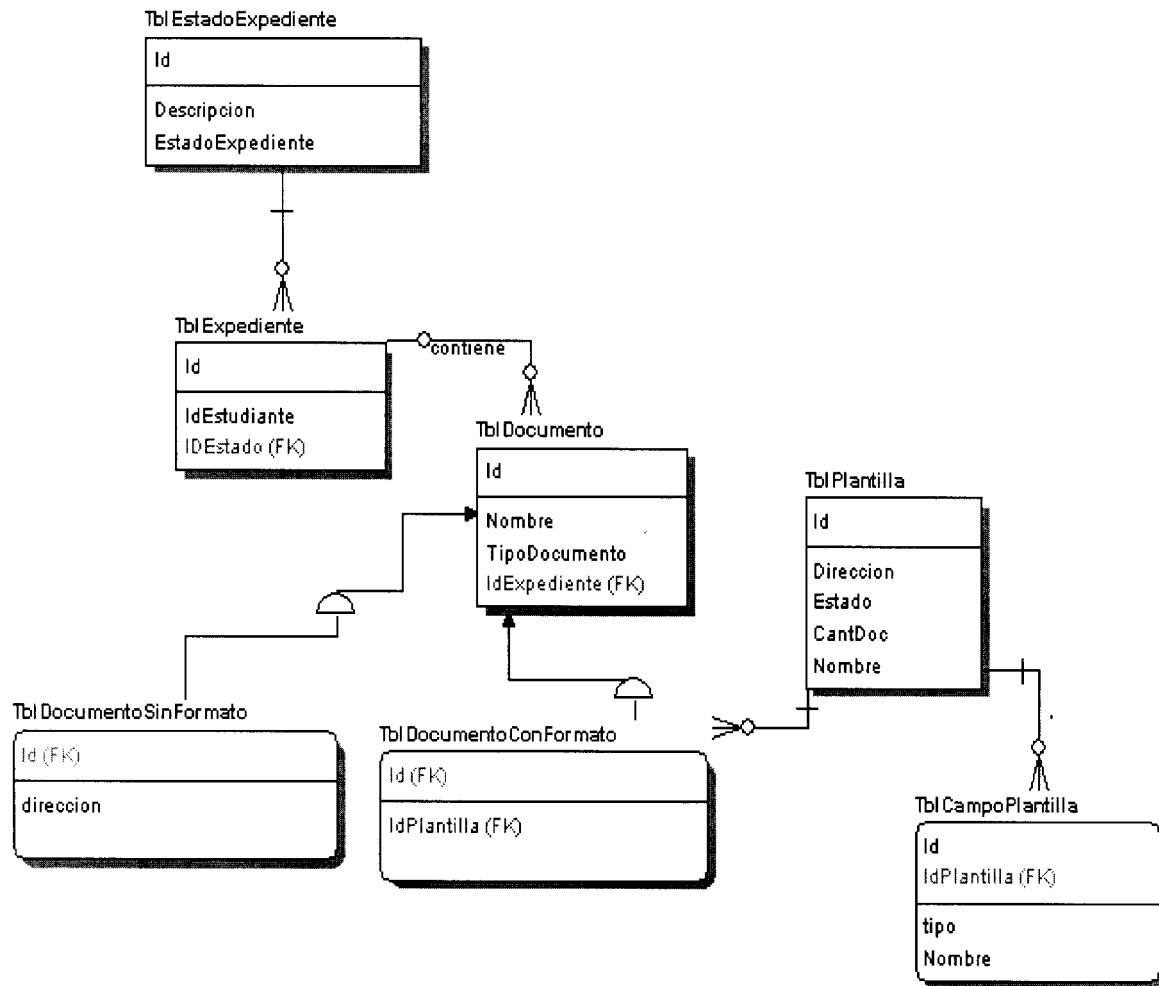 TblEstadoExpediente
Id
Descripcion
EstadoExpediente
TblExpediente
Id
IdEstudiante
IDEstado (FK)
contiene
TblDocumento
Id
Nombre
TipoDocumento
IdExpediente (FK)
TblPlantilla
Id
Direccion
Estado
CantDoc
Nombre
TblDocumentoSinFormato
Id (FK)
direccion
TblDocumentoConFormato
Id (FK)
IdPlantilla (FK)
TblCampoPlantilla
Id
IdPlantilla (FK)
tipo
Nombre